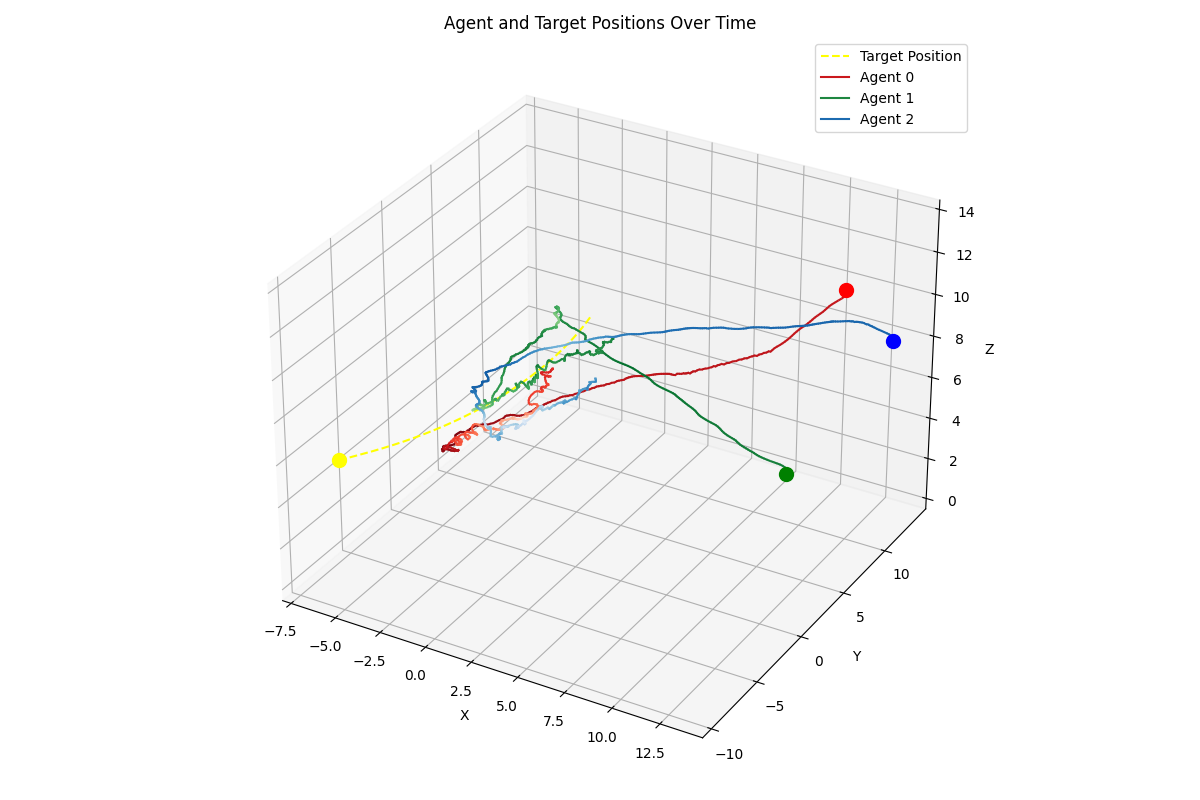 Agent and Target Positions Over Time
Target Position
Agent 0
Agent 1
Agent 2
14
12
10
8
6
4
2
0
Z
10
5
0
−5
−10
Y
−7.5
−5.0
−2.5
0.0
2.5
5.0
7.5
10.0
12.5
X